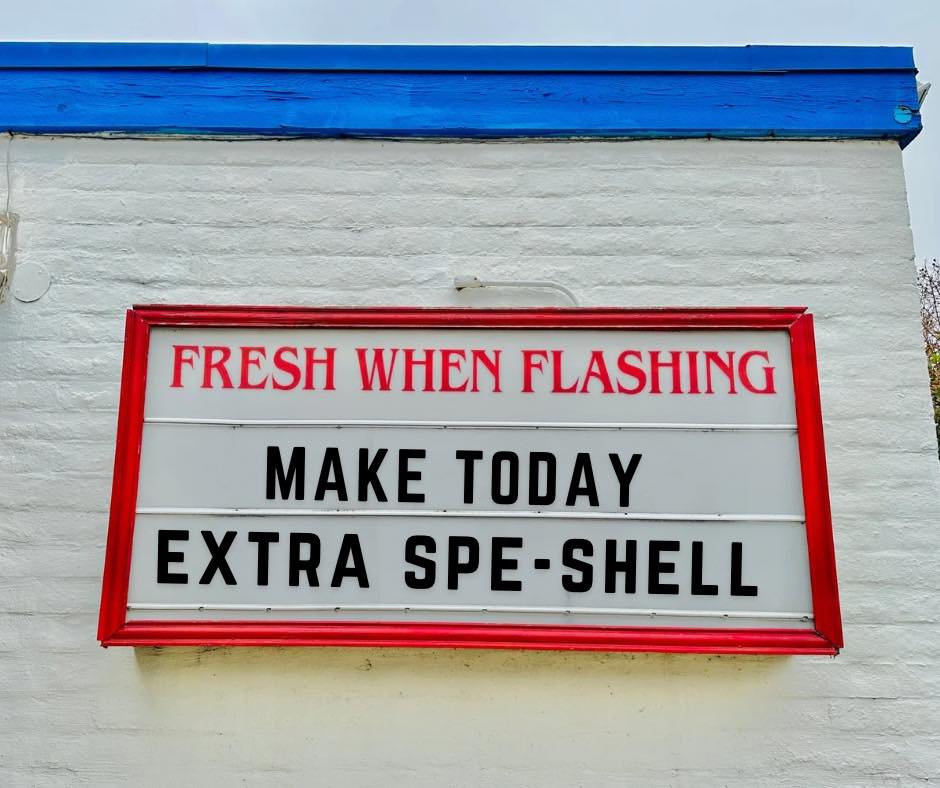 FRESH WHEN FLASHING
MAKE TODAY
EXTRA SPE-SHELL